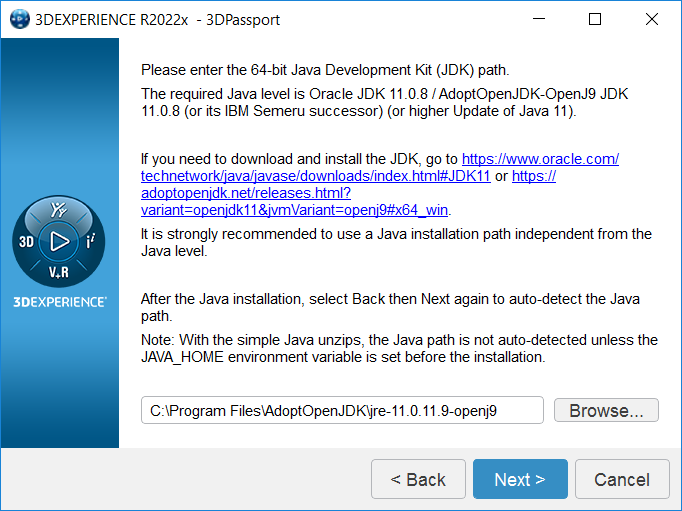 3DEXPERIENCE R2022x - 3DPassport
Please enter the 64-bit Java Development Kit (JDK) path.
The required Java level is Oracle JDK 11.0.8 / AdoptOpenJDK-OpenJ9 JDK
11.0.8 (or its IBM Semeru successor) (or higher Update of Java 11).
If you need to download and install the JDK, go to https://www.oracle.com/
technetwork/java/javase/downloads/index.html#JDK11 or https://
adoptopenjdk.net/releases.html?
variant=openjdk11&jvmVariant=openj9#x64_win.
It is strongly recommended to use a Java installation path independent from the
Java level.
3D
V+R
3DEXPERIENCE
After the Java installation, select Back then Next again to auto-detect the Java
path.
Note: With the simple Java unzips, the Java path is not auto-detected unless the
JAVA_HOME environment variable is set before the installation.
C:\Program Files\AdoptOpenJDK\jre-11.0.11.9-openj9
Browse...
< Back
Next >
Cancel